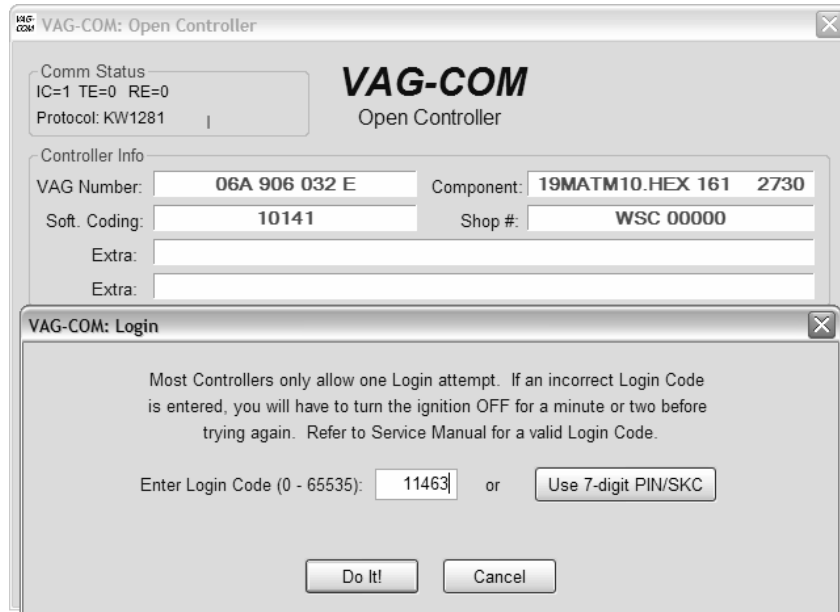 VAG-COM VAG-COM: Open Controller
Comm Status
IC=1 TE=0 RE=0
Protocol: KW1281 |
VAG-COM
Open Controller
Controller Info
VAG Number: 06A 906 032 E Component: 19MATM10.HEX 161 2730
Soft. Coding: 10141 Shop #: WSC 00000
Extra:
Extra:
VAG-COM: Login
Most Controllers only allow one Login attempt. If an incorrect Login Code
is entered, you will have to turn the ignition OFF for a minute or two before
trying again. Refer to Service Manual for a valid Login Code.
Enter Login Code (0 - 65535): 11463 or Use 7-digit PIN/SKC
Do It! Cancel